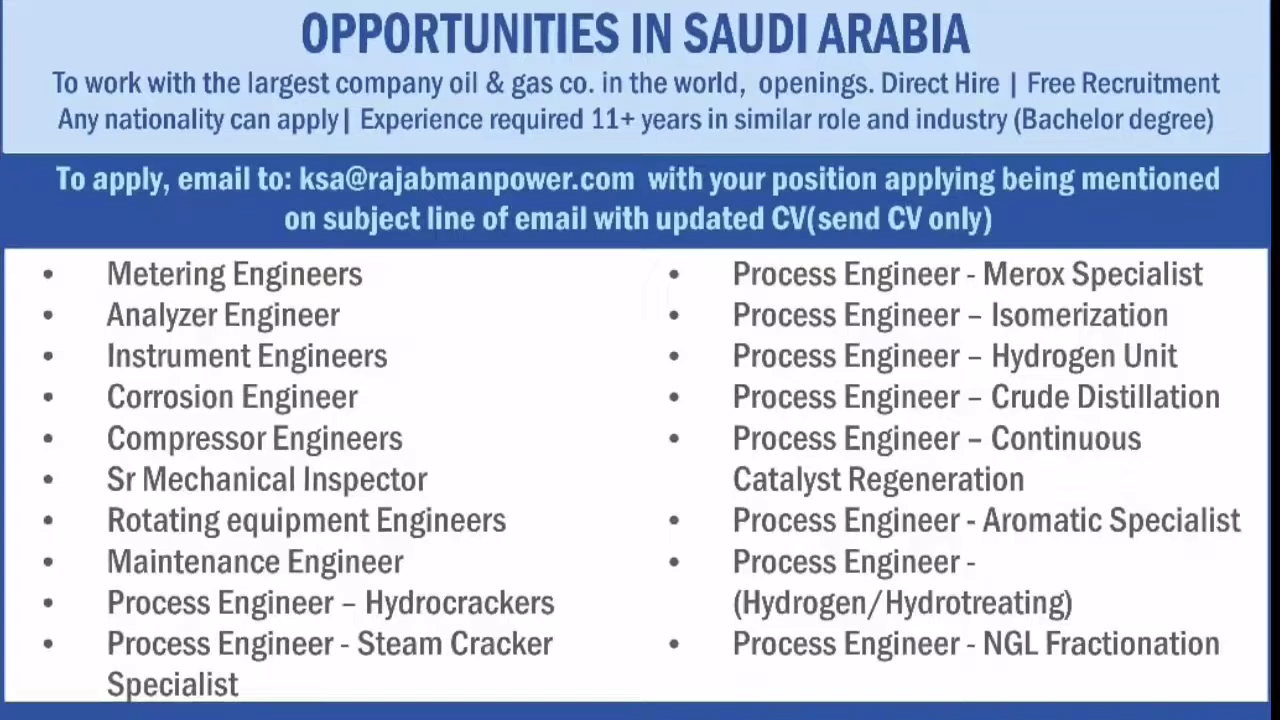 OPPORTUNITIES IN SAUDI ARABIA
To work with the largest company oil & gas co. in the world, openings. Direct Hire | Free Recruitment
Any nationality can apply| Experience required 11+ years in similar role and industry (Bachelor degree)
To apply, email to: ksa@rajabmanpower.com with your position applying being mentioned
on subject line of email with updated CV(send CV only)
• Metering Engineers
• Analyzer Engineer
• Instrument Engineers
• Corrosion Engineer
• Compressor Engineers
• Sr Mechanical Inspector
• Rotating equipment Engineers
• Maintenance Engineer
• Process Engineer – Hydrocrackers
• Process Engineer - Steam Cracker
Specialist
• Process Engineer - Merox Specialist
• Process Engineer – Isomerization
• Process Engineer – Hydrogen Unit
• Process Engineer – Crude Distillation
• Process Engineer – Continuous
Catalyst Regeneration
• Process Engineer - Aromatic Specialist
• Process Engineer -
(Hydrogen/Hydrotreating)
• Process Engineer - NGL Fractionation